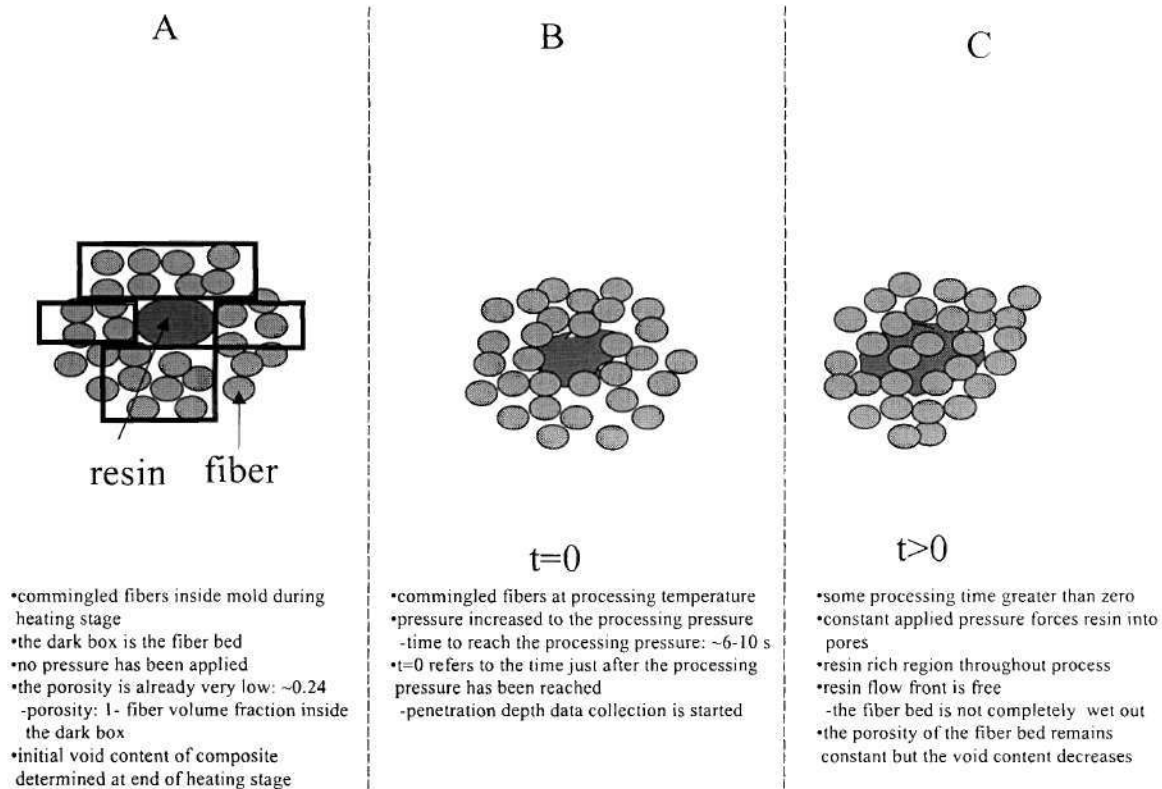 A
resin
fiber
•commingled fibers inside mold during
heating stage
•the dark box is the fiber bed
•no pressure has been applied
•the porosity is already very low: ~0.24
-porosity: 1- fiber volume fraction inside
the dark box
•initial void content of composite
determined at end of heating stage
B
t=0
•commingled fibers at processing temperature
•pressure increased to the processing pressure
-time to reach the processing pressure: ~6-10 s
•t=0 refers to the time just after the processing
pressure has been reached
-penetration depth data collection is started
C
t>0
•some processing time greater than zero
•constant applied pressure forces resin into
pores
•resin rich region throughout process
•resin flow front is free
-the fiber bed is not completely wet out
•the porosity of the fiber bed remains
constant but the void content decreases